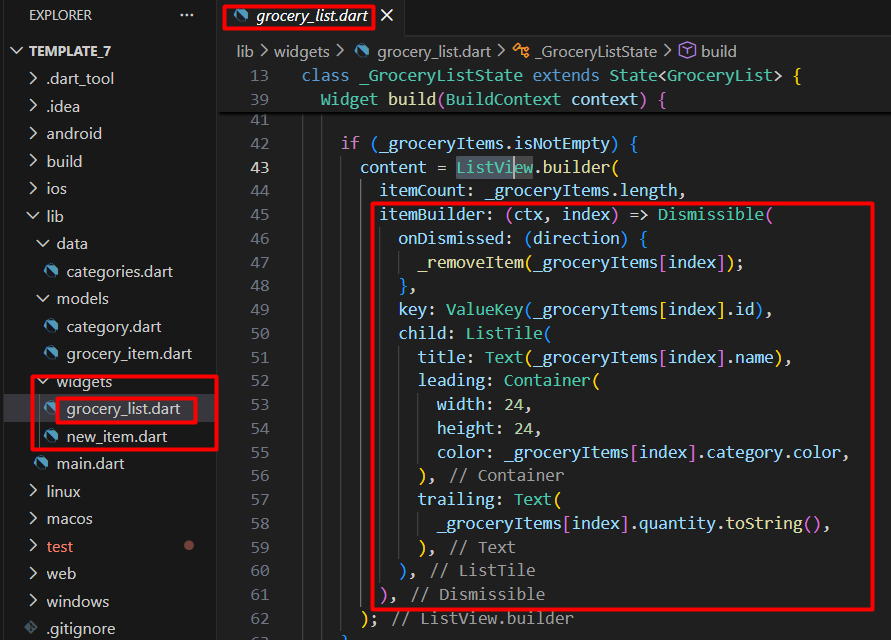 EXPLORER
···
TEMPLATE_7
.dart_tool
.idea
android
build
ios
lib
data
categories.dart
models
category.dart
grocery_item.dart
widgets
grocery_list.dart
new_item.dart
main.dart
linux
macos
test
web
windows
.gitignore
grocery_list.dart
lib > widgets > grocery_list.dart > _GroceryListState > build
13 class _GroceryListState extends State<GroceryList> {
39 Widget build(BuildContext context) {
41
42 if (_groceryItems.isNotEmpty) {
43 content = ListView.builder(
44 itemCount: _groceryItems.length,
45 itemBuilder: (ctx, index) => Dismissible(
46 onDismissed: (direction) {
47 _removeItem(_groceryItems[index]);
48 },
49 key: ValueKey(_groceryItems[index].id),
50 child: ListTile(
51 title: Text(_groceryItems[index].name),
52 leading: Container(
53 width: 24,
54 height: 24,
55 color: _groceryItems[index].category.color,
56 ), // Container
57 trailing: Text(
58 _groceryItems[index].quantity.toString(),
59 ), // Text
60 ), // ListTile
61 ), // Dismissible
62 ); // ListView.builder
63 }